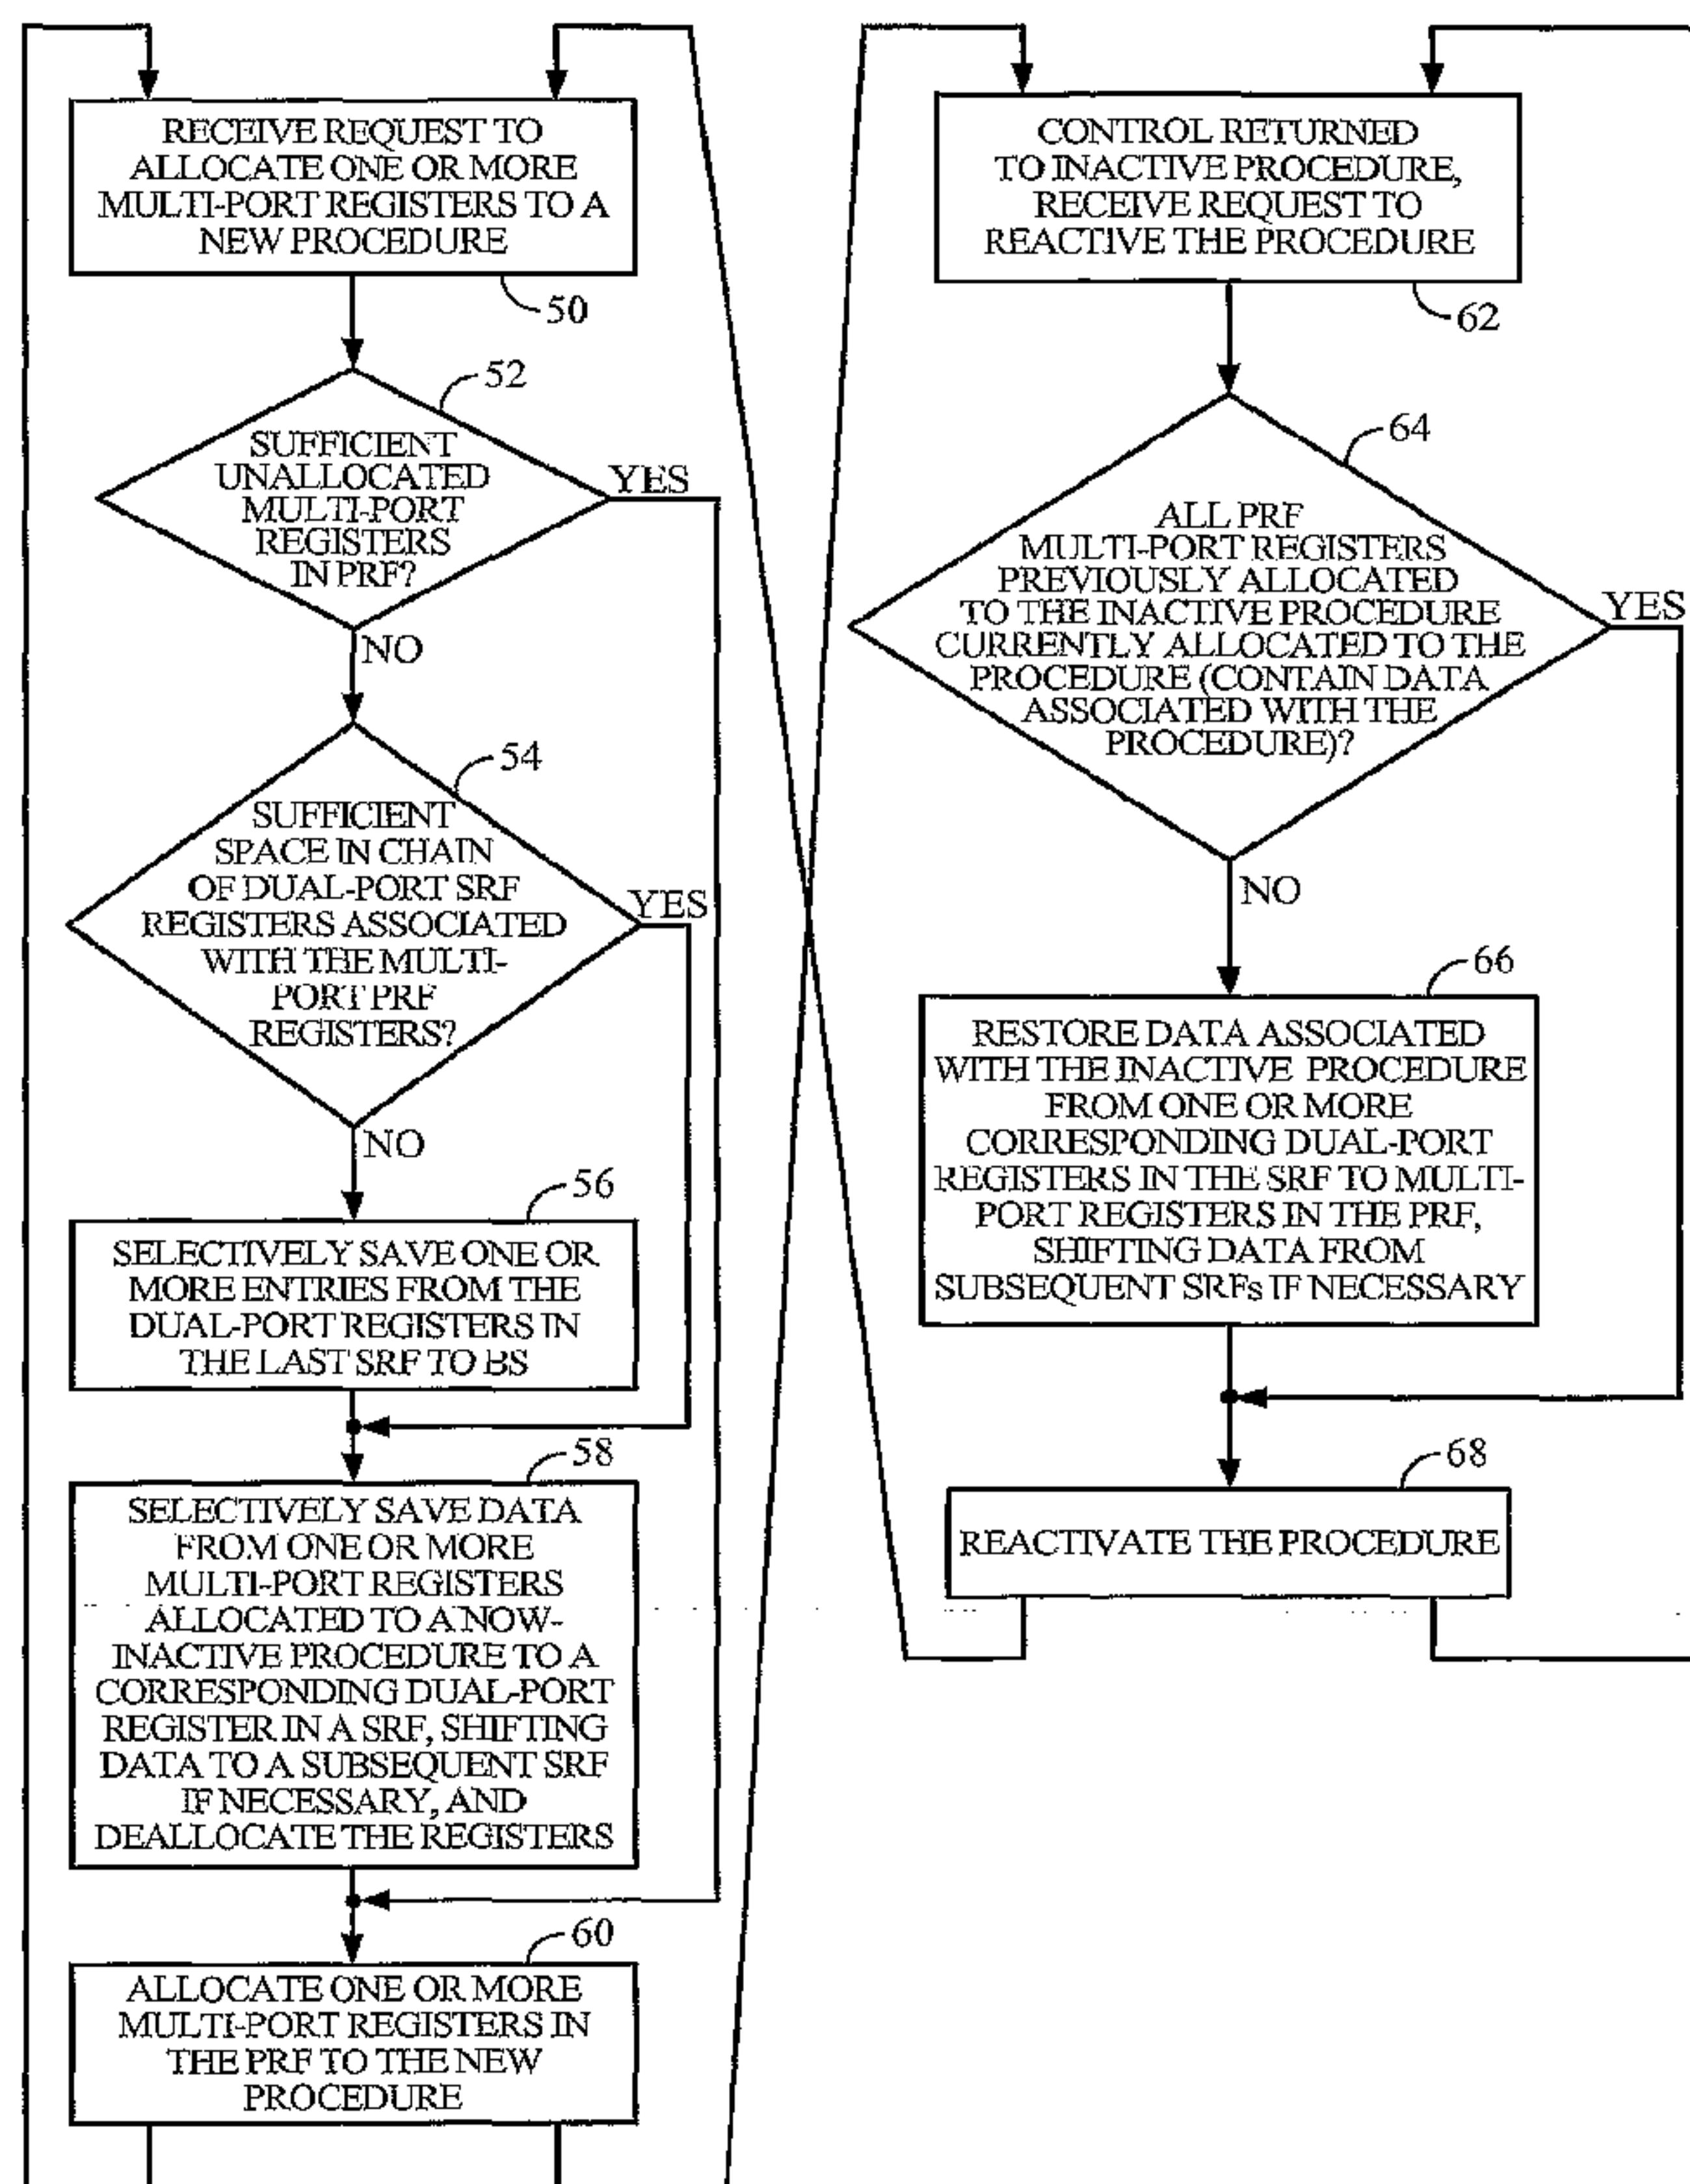 RECEIVE REQUEST TO
ALLOCATE ONE OR MORE
MULTI-PORT REGISTERS TO A
NEW PROCEDURE
50
52
SUFFICIENT
UNALLOCATED
MULTI-PORT
REGISTERS
IN PRF?
YES
NO
54
SUFFICIENT
SPACE IN CHAIN
OF DUAL-PORT SRF
REGISTERS ASSOCIATED
WITH THE MULTI-
PORT PRF
REGISTERS?
YES
NO
56
SELECTIVELY SAVE ONE OR
MORE ENTRIES FROM THE
DUAL-PORT REGISTERS IN
THE LAST SRF TO BS
58
SELECTIVELY SAVE DATA
FROM ONE OR MORE
MULTI-PORT REGISTERS
ALLOCATED TO A NOW-
INACTIVE PROCEDURE TO A
CORRESPONDING DUAL-PORT
REGISTER IN A SRF, SHIFTING
DATA TO A SUBSEQUENT SRF
IF NECESSARY, AND
DEALLOCATE THE REGISTERS
60
ALLOCATE ONE OR MORE
MULTI-PORT REGISTERS IN
THE PRF TO THE NEW
PROCEDURE
CONTROL RETURNED
TO INACTIVE PROCEDURE,
RECEIVE REQUEST TO
REACTIVE THE PROCEDURE
62
64
ALL PRF
MULTI-PORT REGISTERS
PREVIOUSLY ALLOCATED
TO THE INACTIVE PROCEDURE
CURRENTLY ALLOCATED TO THE
PROCEDURE (CONTAIN DATA
ASSOCIATED WITH THE
PROCEDURE)?
YES
NO
66
RESTORE DATA ASSOCIATED
WITH THE INACTIVE PROCEDURE
FROM ONE OR MORE
CORRESPONDING DUAL-PORT
REGISTERS IN THE SRF TO MULTI-
PORT REGISTERS IN THE PRF,
SHIFTING DATA FROM
SUBSEQUENT SRFs IF NECESSARY
68
REACTIVATE THE PROCEDURE